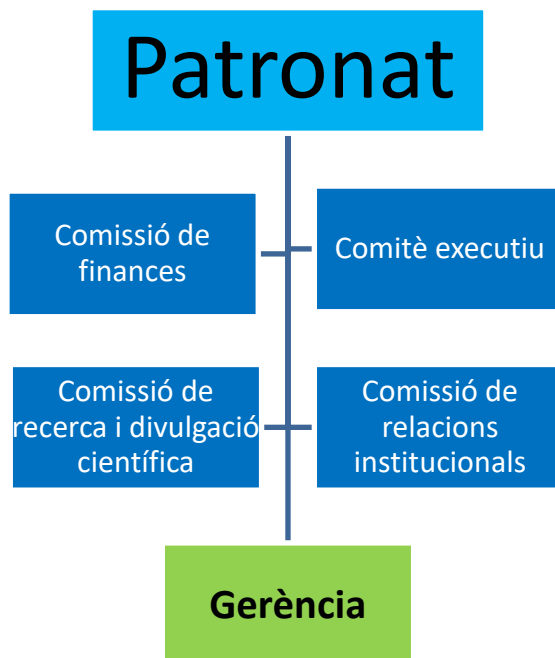 Patronat
Comissió de
finances
Comitè executiu
Comissió de
recerca i divulgació
científica
Comissió de
relacions
institucionals
Gerència